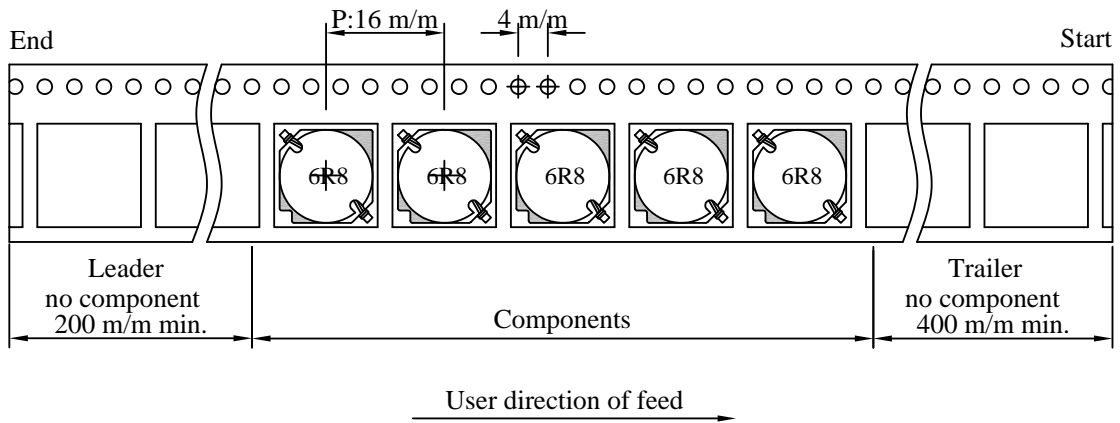 P:16 m/m
4 m/m
End
Start
6R8
6R8
6R8
6R8
6R8
Leader
no component
200 m/m min.
Components
Trailer
no component
400 m/m min.
User direction of feed